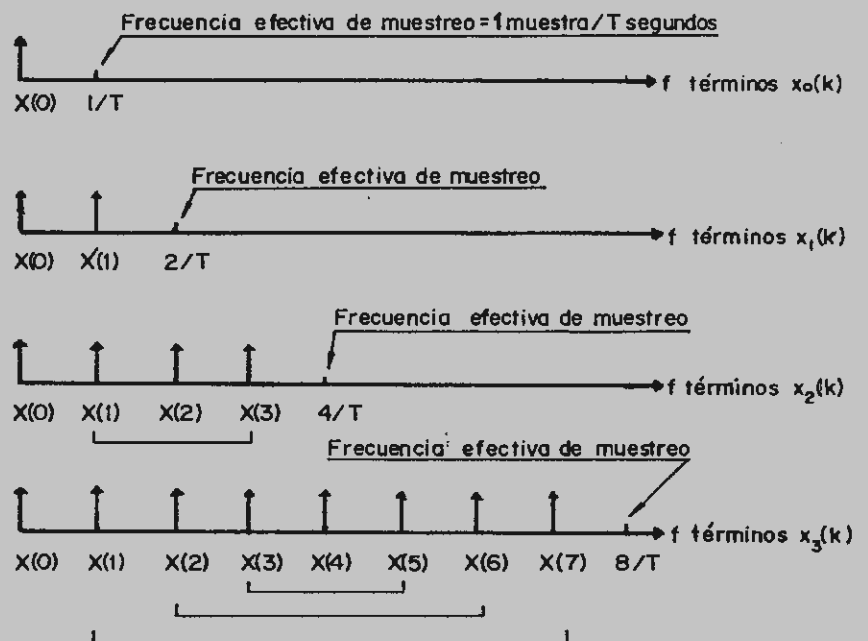 Frecuencia efectiva de muestreo = 1 muestra/T segundos
f términos x₀(k)
X(0) 1/T
Frecuencia efectiva de muestreo
f términos x₁(k)
X(0) X(1) 2/T
Frecuencia efectiva de muestreo
f términos x₂(k)
X(0) X(1) X(2) X(3) 4/T
Frecuencia efectiva de muestreo
f términos x₃(k)
X(0) X(1) X(2) X(3) X(4) X(5) X(6) X(7) 8/T